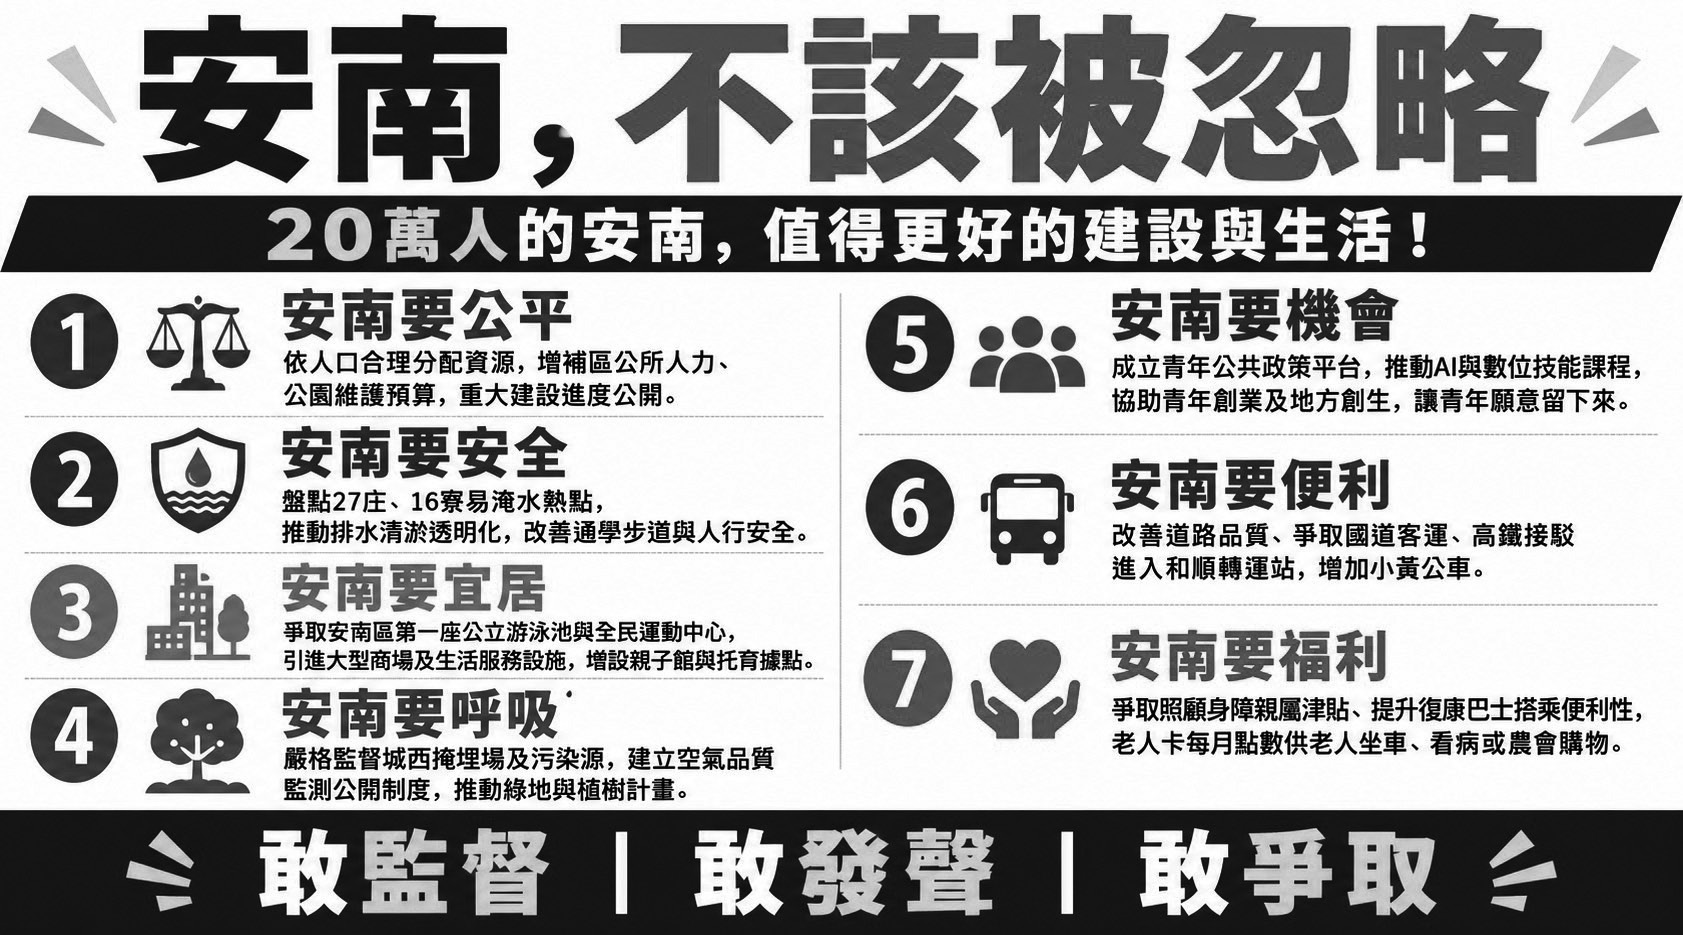 安南，不該被忽略
20萬人的安南，值得更好的建設與生活！
1
安南要公平
依人口合理分配資源，增補區公所人力、
公園維護預算，重大建設進度公開。
2
安南要安全
盤點27庄、16寮易淹水熱點，
推動排水清淤透明化，改善通學步道與人行安全。
3
安南要宜居
爭取安南區第一座公立游泳池與全民運動中心，
引進大型商場及生活服務設施，增設親子館與托育據點。
4
安南要呼吸
嚴格監督城西掩埋場及污染源，建立空氣品質
監測公開制度，推動綠地與植樹計畫。
5
安南要機會
成立青年公共政策平台，推動AI與數位技能課程，
協助青年創業及地方創生，讓青年願意留下來。
6
安南要便利
改善道路品質、爭取國道客運、高鐵接駁
進入和順轉運站，增加小黃公車。
7
安南要福利
爭取照顧身障親屬津貼、提升復康巴士搭乘便利性，
老人卡每月點數供老人坐車、看病或農會購物。
敢監督｜敢發聲｜敢爭取